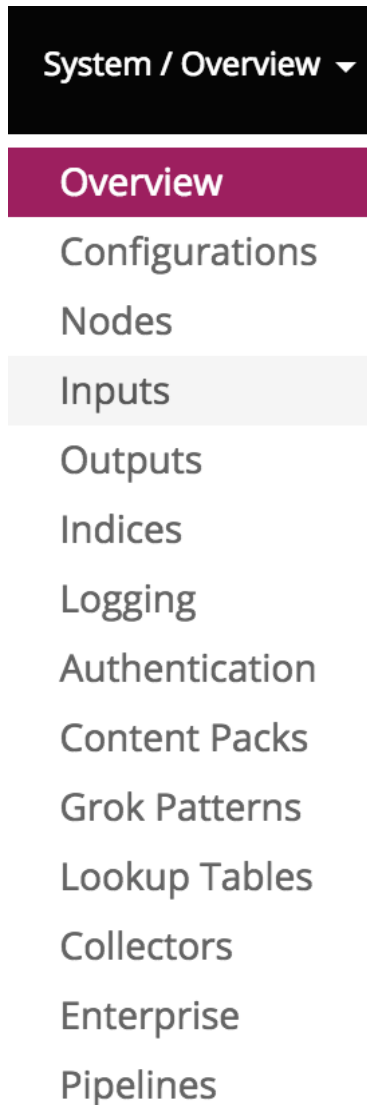 System / Overview
Overview
Configurations
Nodes
Inputs
Outputs
Indices
Logging
Authentication
Content Packs
Grok Patterns
Lookup Tables
Collectors
Enterprise
Pipelines